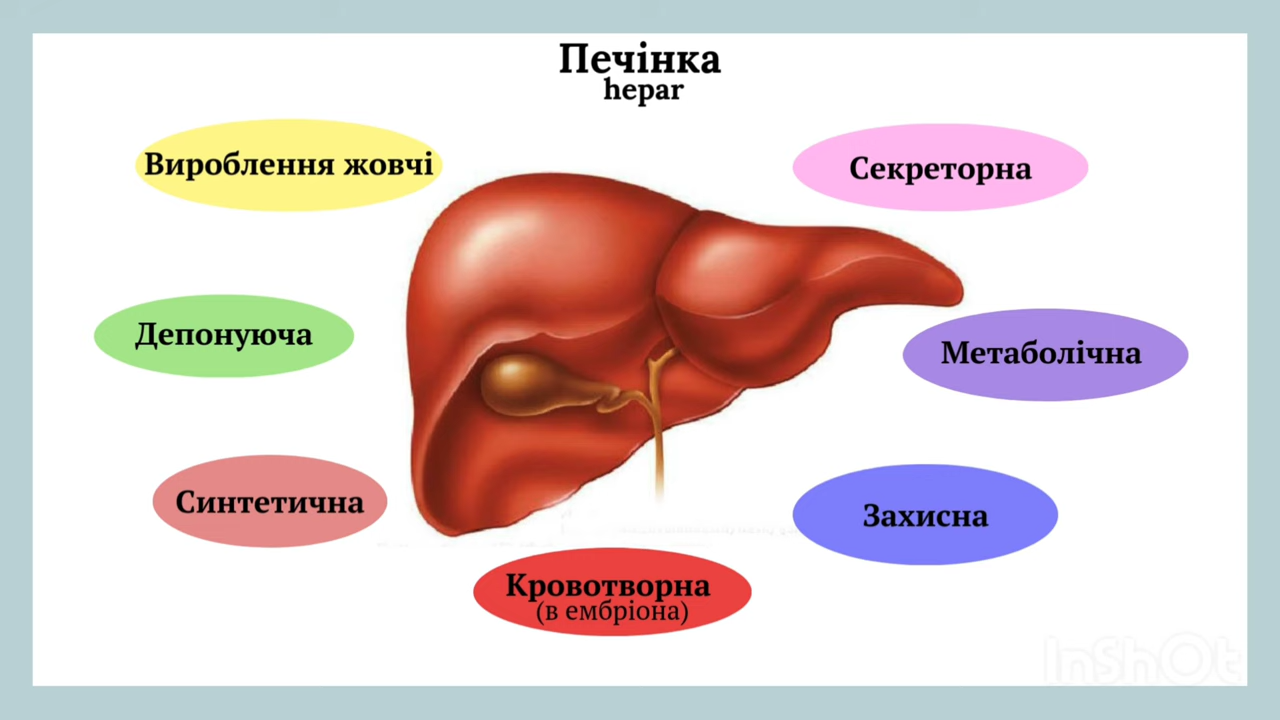 Печінка
hepar
Вироблення жовчі
Секреторна
Депонуюча
Метаболічна
Синтетична
Захисна
Кровотворна
(в ембріона)
InShOt